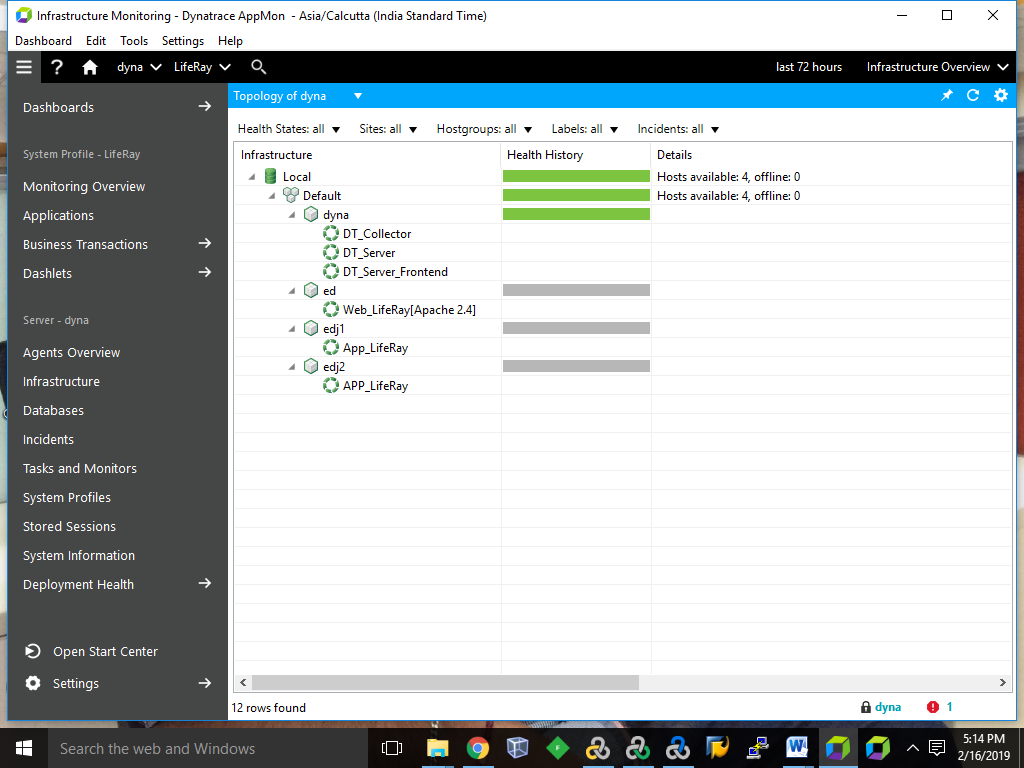 Infrastructure Monitoring - Dynatrace AppMon - Asia/Calcutta (India Standard Time)
Dashboard Edit Tools Settings Help
? dyna LifeRay last 72 hours Infrastructure Overview
Dashboards
System Profile - LifeRay
Monitoring Overview
Applications
Business Transactions
Dashlets
Server - dyna
Agents Overview
Infrastructure
Databases
Incidents
Tasks and Monitors
System Profiles
Stored Sessions
System Information
Deployment Health
Open Start Center
Settings
Topology of dyna
Health States: all Sites: all Hostgroups: all Labels: all Incidents: all
Infrastructure Health History Details
Local Hosts available: 4, offline: 0
Default Hosts available: 4, offline: 0
dyna
DT_Collector
DT_Server
DT_Server_Frontend
ed
Web_LifeRay[Apache 2.4]
edj1
App_LifeRay
edj2
APP_LifeRay
12 rows found dyna 1
Search the web and Windows
5:14 PM
2/16/2019